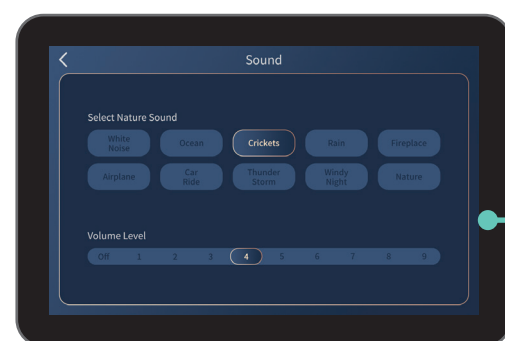 Sound
Select Nature Sound
White Noise
Ocean
Crickets
Rain
Fireplace
Airplane
Car Ride
Thunder Storm
Windy Night
Nature
Volume Level
Off 1 2 3 4 5 6 7 8 9